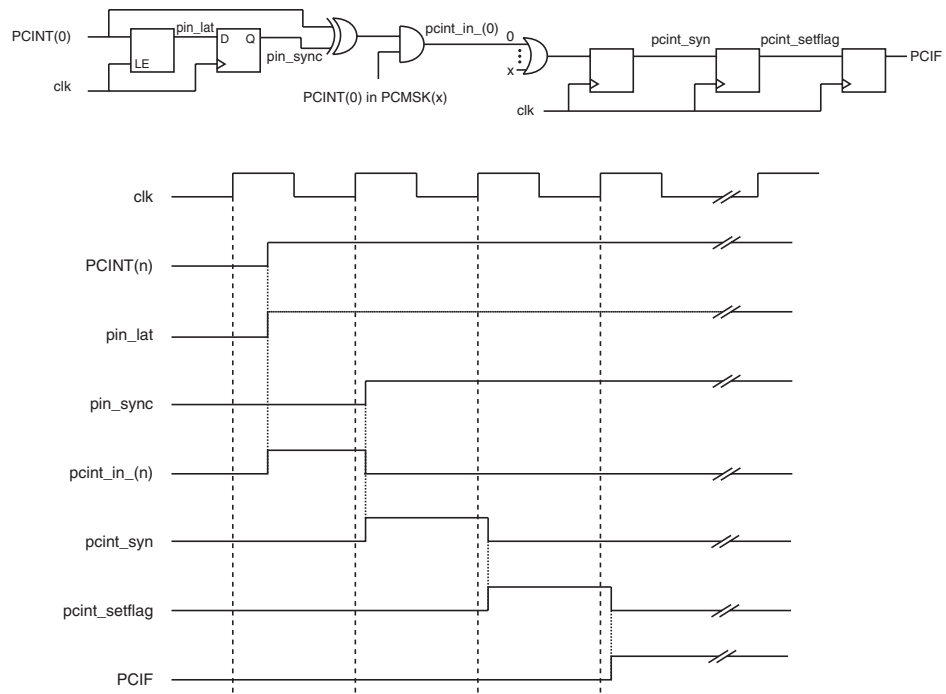 PCINT(0)
pin_lat
LE
D Q
clk
pin_sync
PCINT(0) in PCMSK(x)
pcint_in_(0)
0
x
clk
pcint_syn
pcint_setflag
PCIF
clk
PCINT(n)
pin_lat
pin_sync
pcint_in_(n)
pcint_syn
pcint_setflag
PCIF